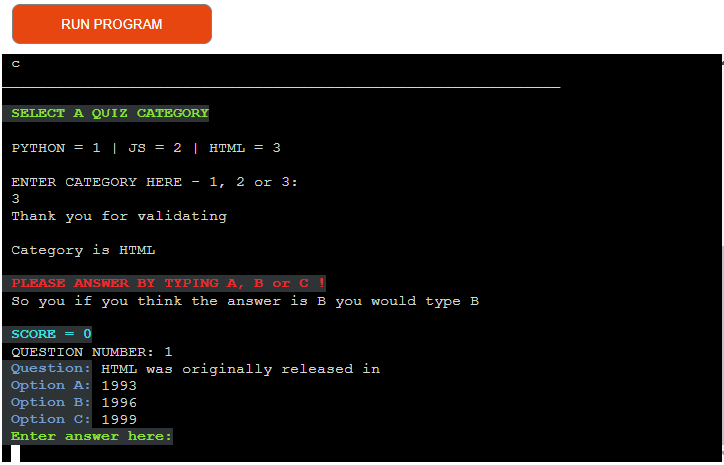 RUN PROGRAM
c
SELECT A QUIZ CATEGORY
PYTHON = 1 | JS = 2 | HTML = 3
ENTER CATEGORY HERE - 1, 2 or 3:
3
Thank you for validating
Category is HTML
PLEASE ANSWER BY TYPING A, B or C !
So you if you think the answer is B you would type B
SCORE = 0
QUESTION NUMBER: 1
Question: HTML was originally released in
Option A: 1993
Option B: 1996
Option C: 1999
Enter answer here: